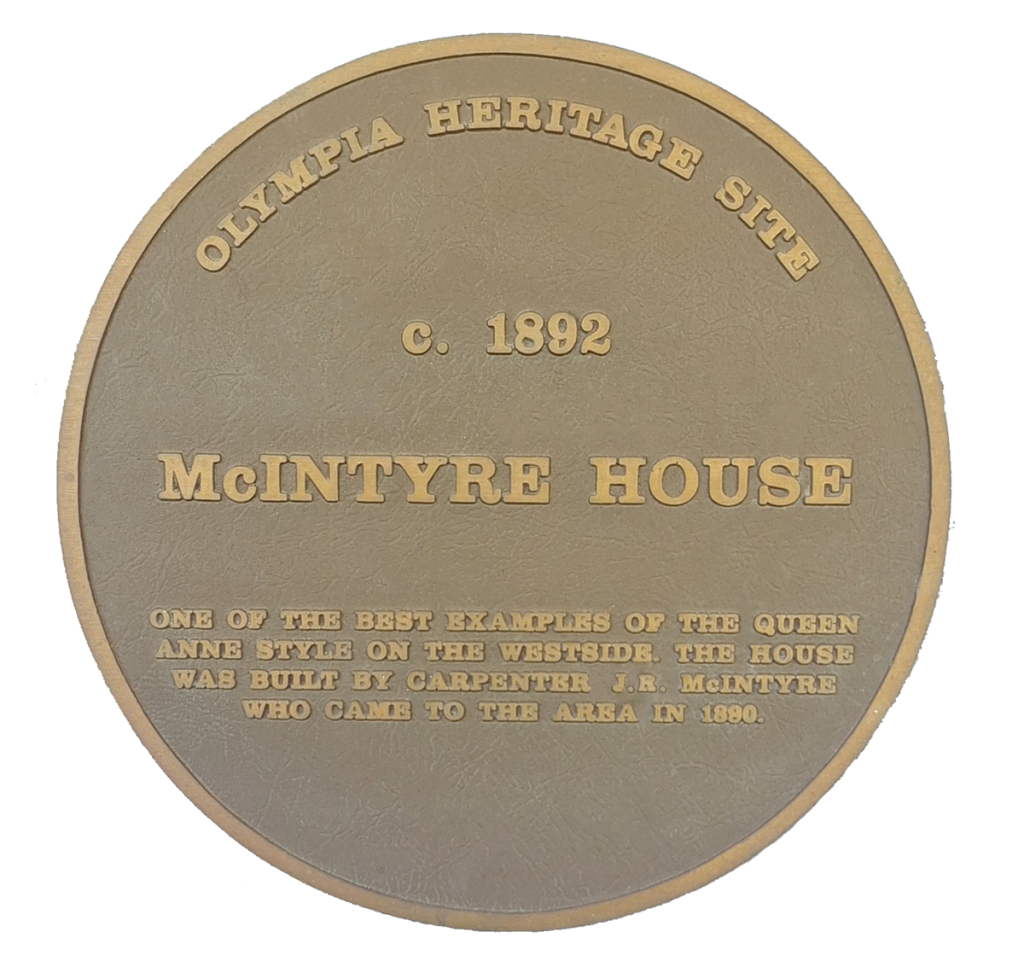 OLYMPIA HERITAGE SITE
c. 1892
McINTYRE HOUSE
ONE OF THE BEST EXAMPLES OF THE QUEEN
ANNE STYLE ON THE WESTSIDE. THE HOUSE
WAS BUILT BY CARPENTER J.R. McINTYRE
WHO CAME TO THE AREA IN 1890.